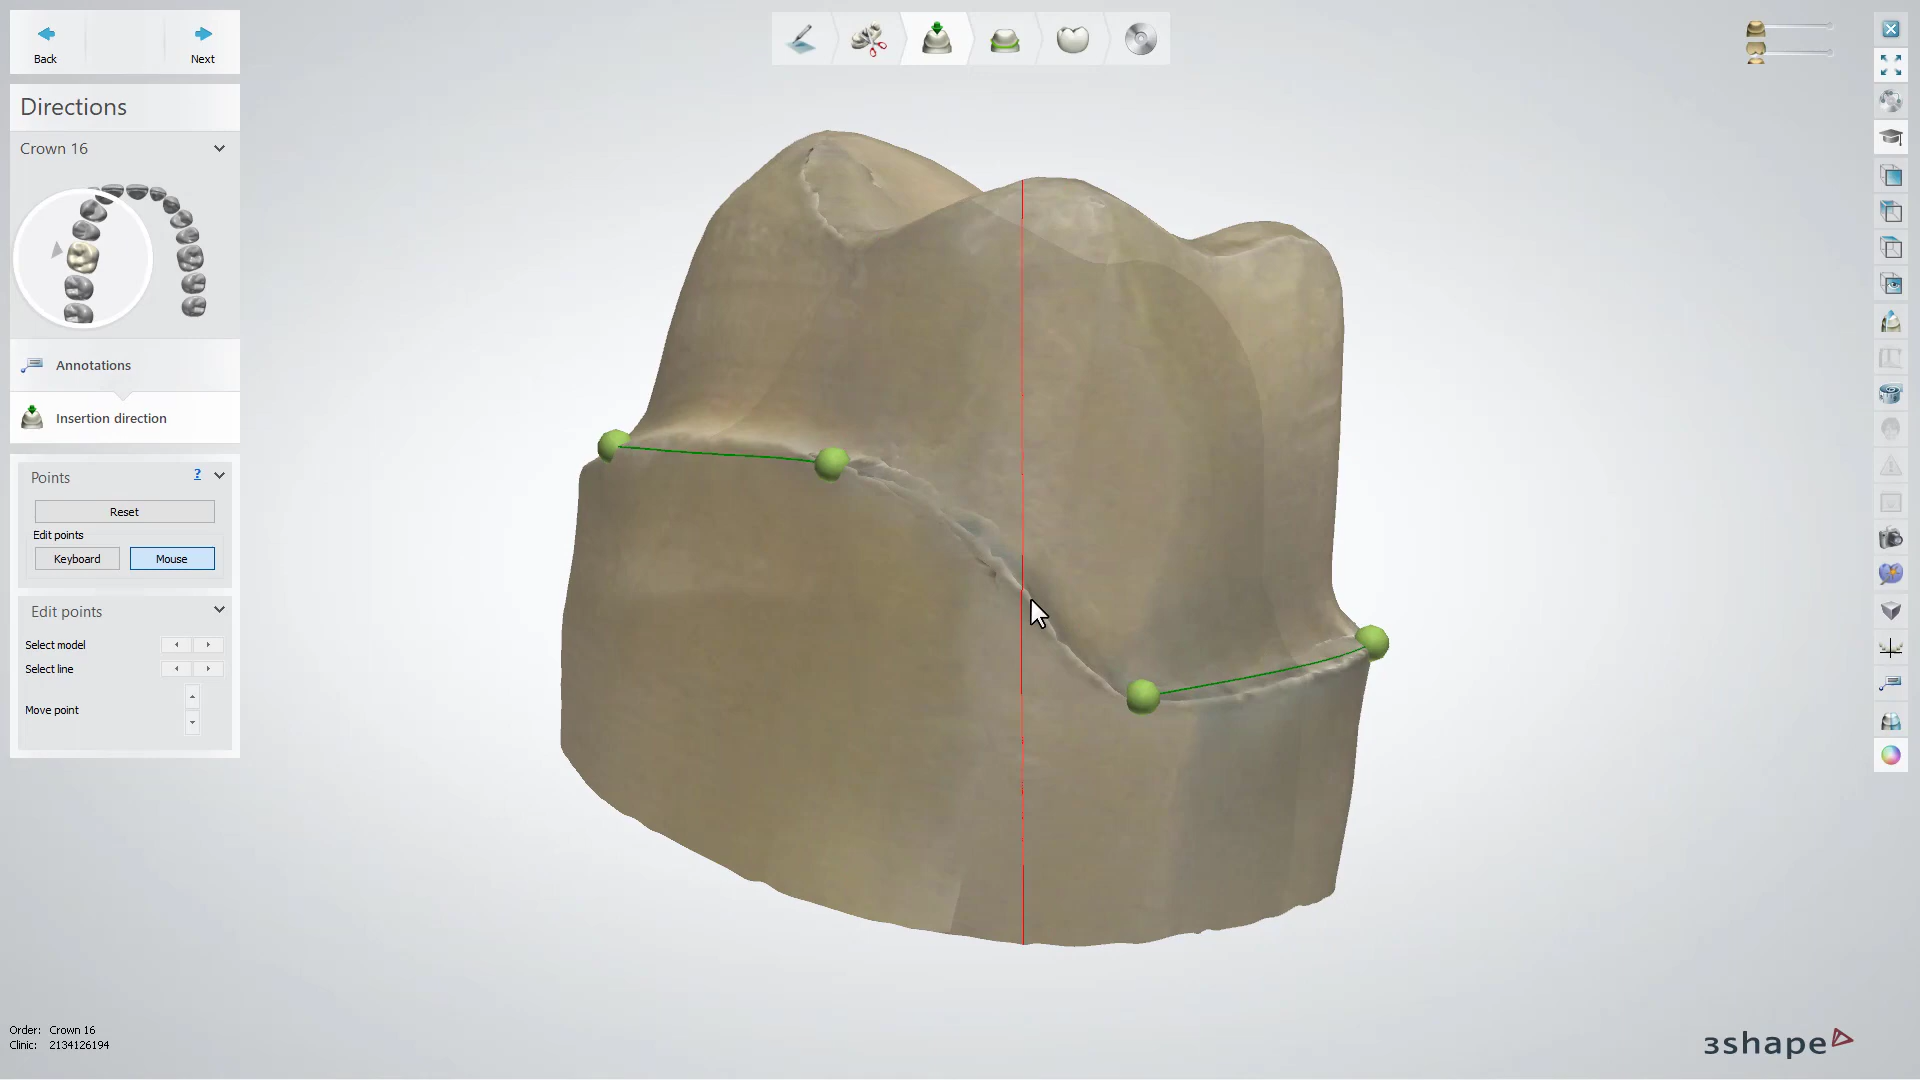 Back
Next
Directions
Crown 16
Annotations
Insertion direction
Points ?
Reset
Edit points
Keyboard Mouse
Edit points
Select model
Select line
Move point
Order: Crown 16
Clinic: 2134126194
3shape